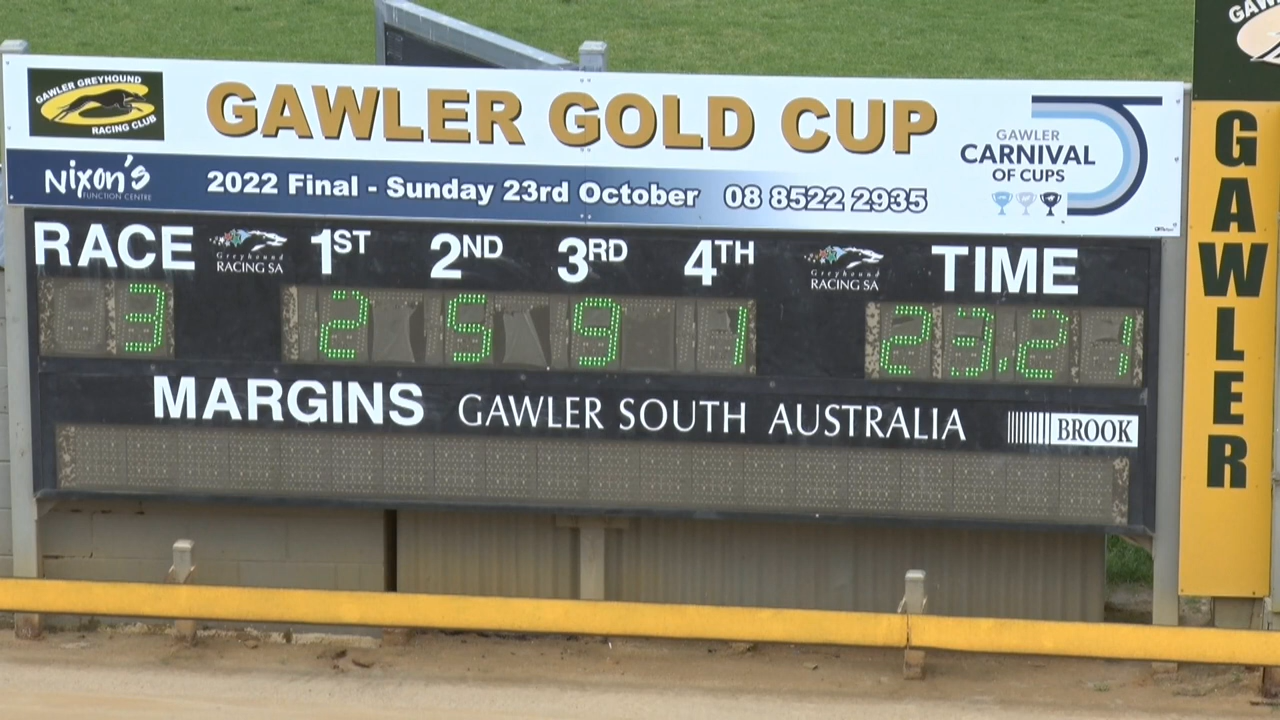 GAWLER GREYHOUND
RACING CLUB
GAWLER GOLD CUP
GAWLER
CARNIVAL
OF CUPS
Nixon's
FUNCTION CENTRE
2022 Final - Sunday 23rd October 08 8522 2935
RACE Greyhound RACING SA 1ST 2ND 3RD 4TH Greyhound RACING SA TIME
3 2 5 9 1 23.21
MARGINS GAWLER SOUTH AUSTRALIA BROOK
GAWLER